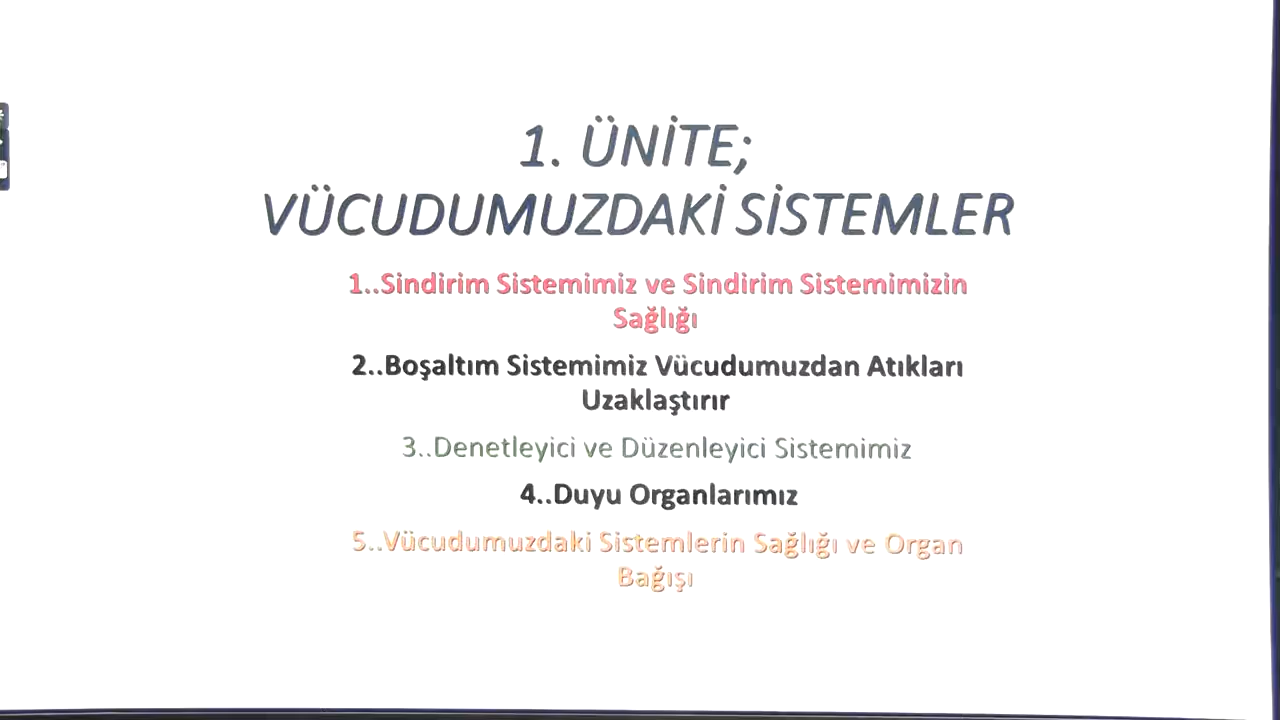 1. ÜNİTE;
VÜCUDUMUZDAKİ SİSTEMLER
1..Sindirim Sistemimiz ve Sindirim Sistemimizin
Sağlığı
2..Boşaltım Sistemimiz Vücudumuzdan Atıkları
Uzaklaştırır
3..Denetleyici ve Düzenleyici Sistemimiz
4..Duyu Organlarımız
5..Vücudumuzdaki Sistemlerin Sağlığı ve Organ
Bağışı